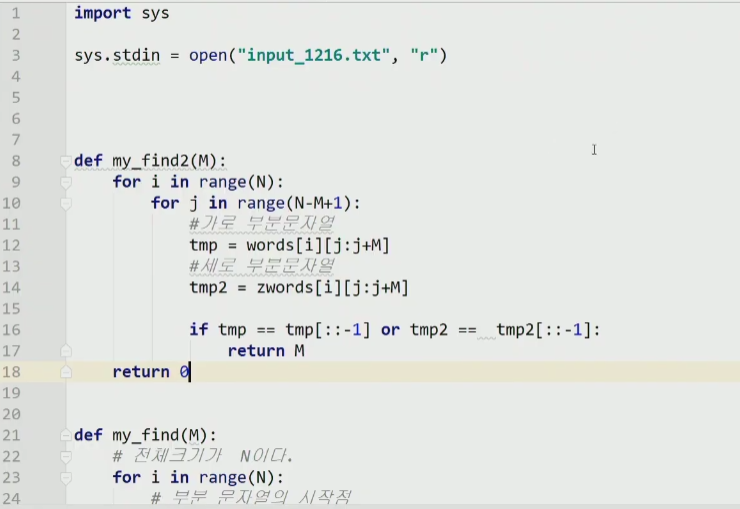 1 import sys
2
3 sys.stdin = open("input_1216.txt", "r")
4
5
6
7
8 def my_find2(M):
9 for i in range(N):
10 for j in range(N-M+1):
11 #가로 부분문자열
12 tmp = words[i][j:j+M]
13 #세로 부분문자열
14 tmp2 = zwords[i][j:j+M]
15
16 if tmp == tmp[::-1] or tmp2 == tmp2[::-1]:
17 return M
18 return 0
19
20
21 def my_find(M):
22 # 전체크기가 N이다.
23 for i in range(N):
24 # 부분 문자열의 시작점